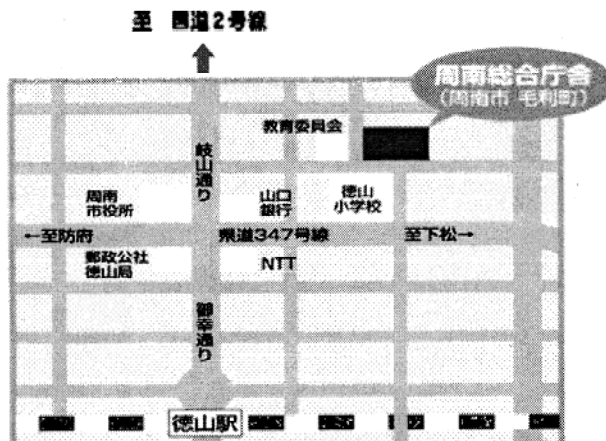 至 国道2号線
周南総合庁舎
(周南市 毛利町)
教育委員会
岐山通り
周南
市役所
山口
銀行
徳山
小学校
←至防府
県道347号線
至下松→
郵政公社
徳山局
NTT
御幸通り
徳山駅